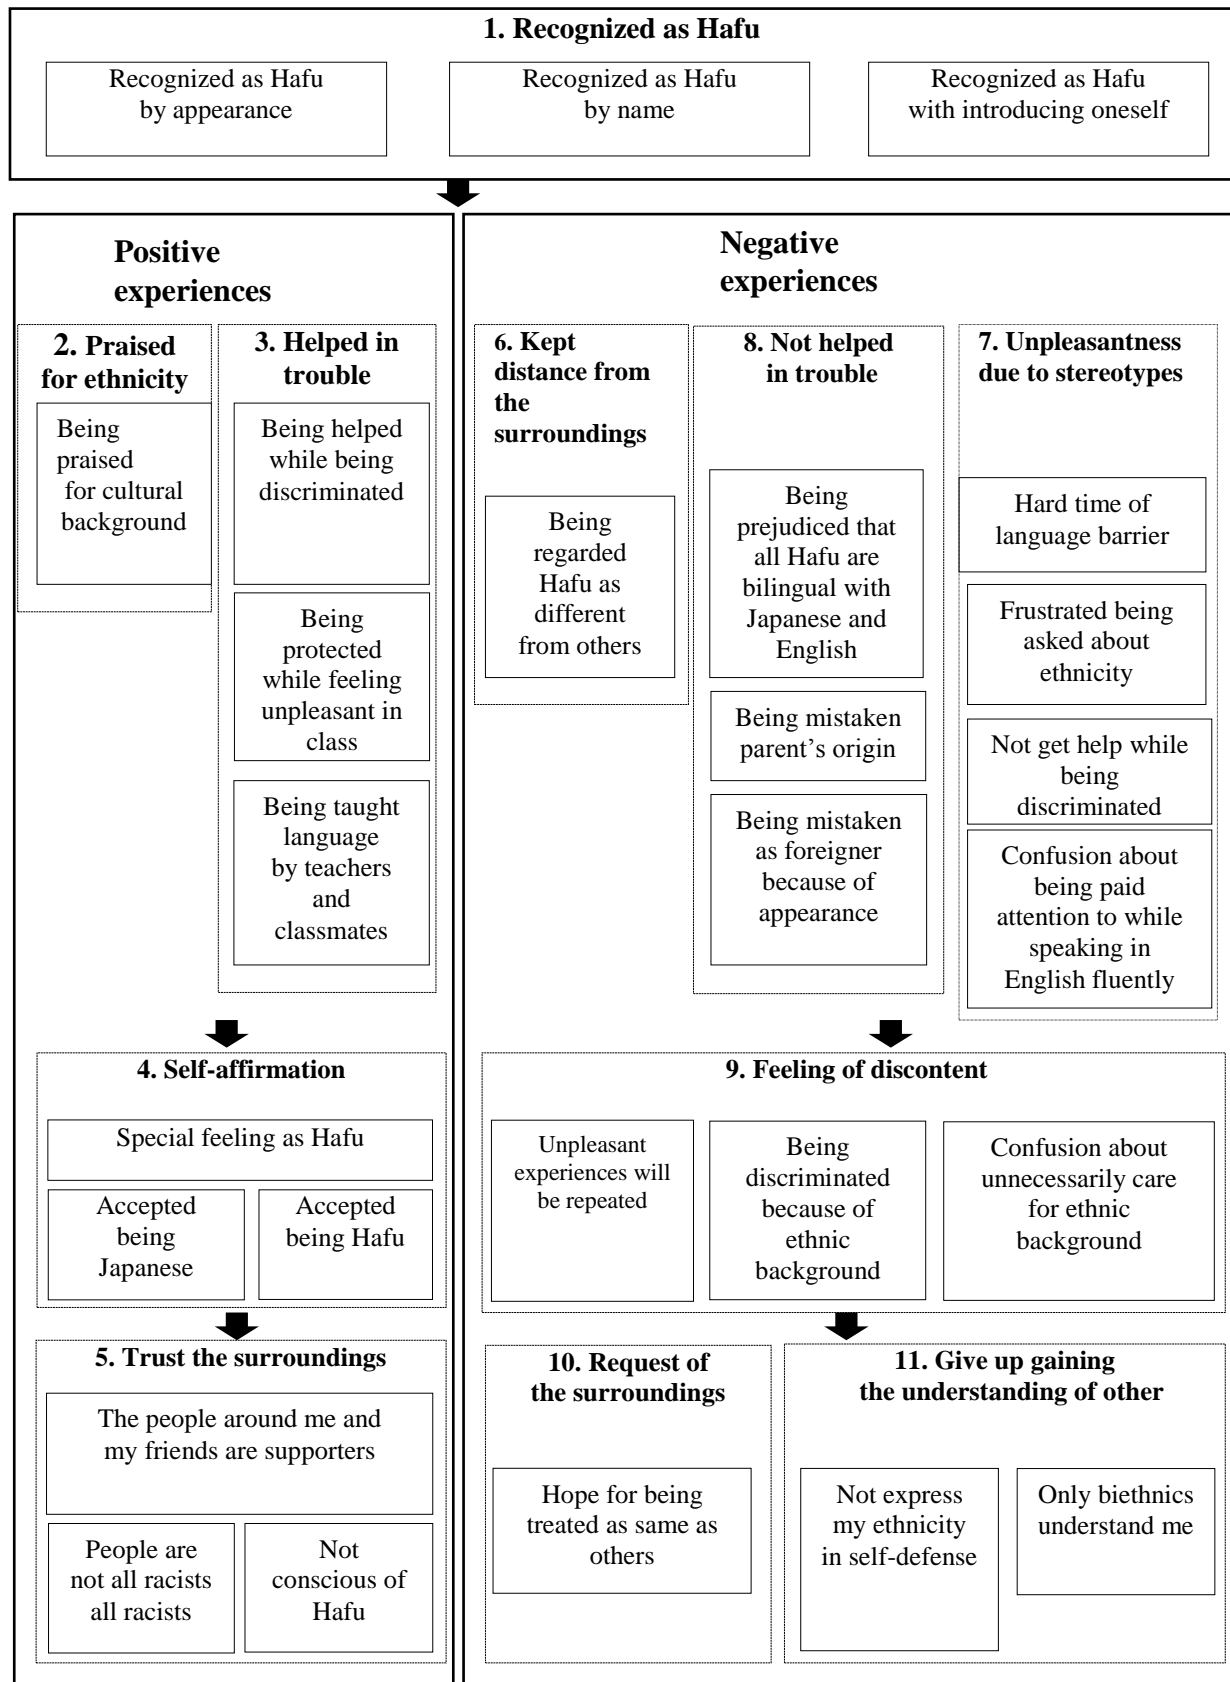 1. Recognized as Hafu
Recognized as Hafu
by appearance
Recognized as Hafu
by name
Recognized as Hafu
with introducing oneself
Positive
experiences
2. Praised
for ethnicity
Being
praised
for cultural
background
3. Helped in
trouble
Being helped
while being
discriminated
Being
protected
while feeling
unpleasant in
class
Being taught
language
by teachers
and
classmates
4. Self-affirmation
Special feeling as Hafu
Accepted
being
Japanese
Accepted
being Hafu
5. Trust the surroundings
The people around me and
my friends are supporters
People are
not all racists
all racists
Not
conscious of
Hafu
Negative
experiences
6. Kept
distance from
the
surroundings
Being
regarded
Hafu as
different
from others
8. Not helped
in trouble
Being
prejudiced that
all Hafu are
bilingual with
Japanese and
English
Being mistaken
parent’s origin
Being mistaken
as foreigner
because of
appearance
7. Unpleasantness
due to stereotypes
Hard time of
language barrier
Frustrated being
asked about
ethnicity
Not get help while
being
discriminated
Confusion about
being paid
attention to while
speaking in
English fluently
9. Feeling of discontent
Unpleasant
experiences will
be repeated
Being
discriminated
because of
ethnic
background
Confusion about
unnecessarily care
for ethnic
background
10. Request of
the surroundings
Hope for being
treated as same as
others
11. Give up gaining
the understanding of other
Not express
my ethnicity
in self-defense
Only biethnics
understand me